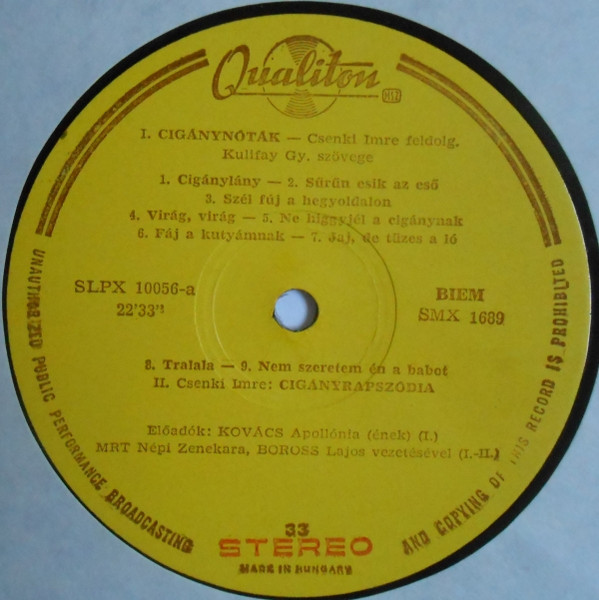 Qualiton
HSZ
I. CIGÁNYNÓTÁK — Csenki Imre feldolg.
Kulifay Gy. szövege
1. Cigánylány — 2. Sűrűn esik az eső
3. Szél fúj a hegyoldalon
4. Virág, virág — 5. Ne higgyjél a cigánynak
6. Fáj a kutyámnak — 7. Jaj, de tüzes a ló
SLPX 10056-a
22'33"
BIEM
SMX 1689
8. Tralala — 9. Nem szeretem én a babot
II. Csenki Imre: CIGÁNYRAPSZÓDIA
Előadók: KOVÁCS Apollónia (ének) (I.)
MRT Népi Zenekara, BOROSS Lajos vezetésével (I.-II.)
33
STEREO
MADE IN HUNGARY
UNAUTHORIZED PUBLIC PERFORMANCE BROADCASTING AND COPYING OF THIS RECORD IS PROHIBITED